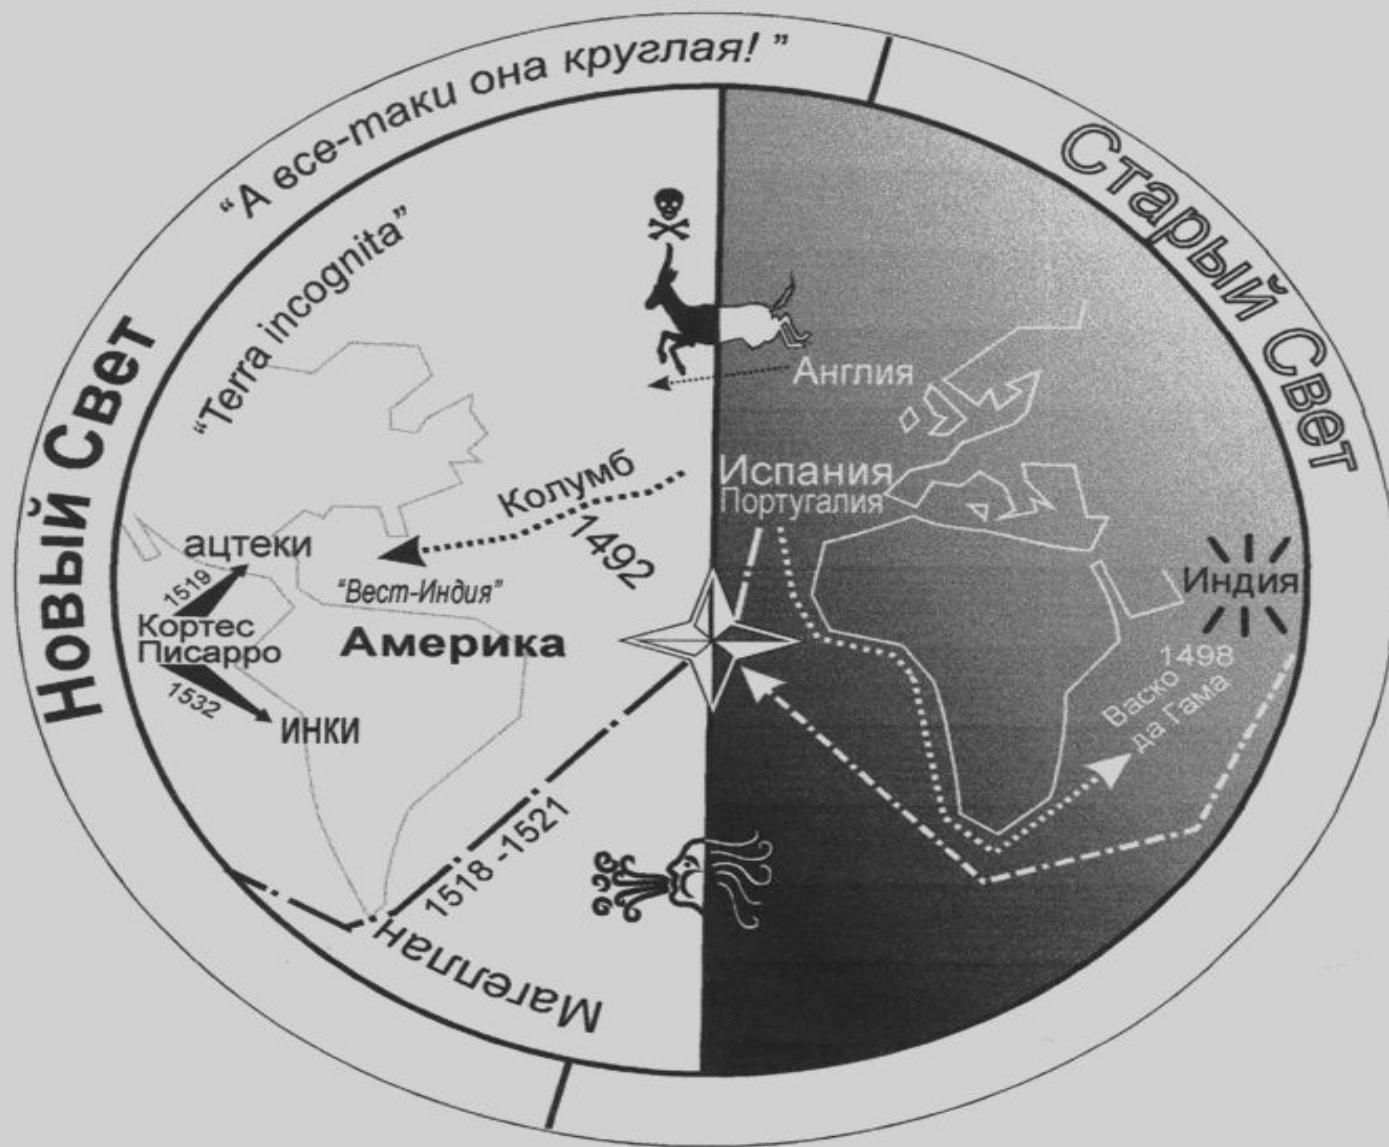 “А все-таки она круглая!”
Старый Свет
Новый Свет
“Terra incognita”
Англия
Колумб
1492
Испания
Португалия
ацтеки
1519
“Вест-Индия”
Индия
Кортес
Писарро
Америка
1532
инки
1498
Васко
да Гама
1518 -1521
Магеллан